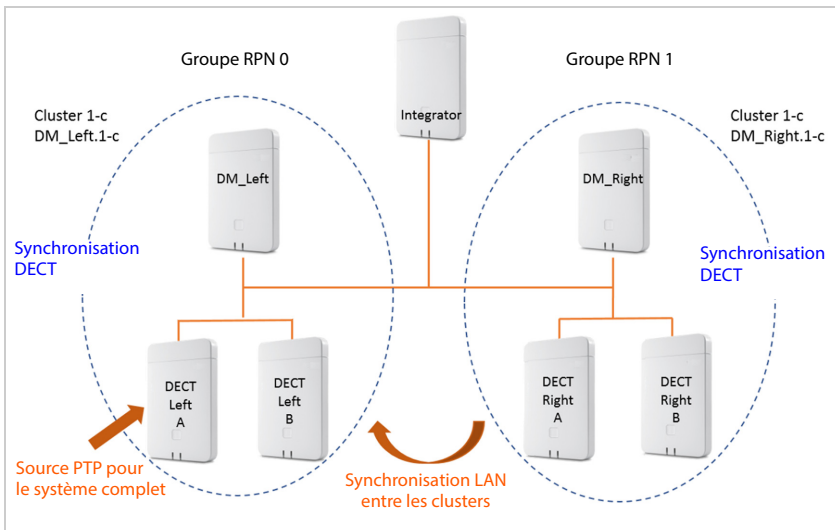 Groupe RPN 0
Groupe RPN 1
Integrator
Cluster 1-c
DM_Left.1-c
Cluster 1-c
DM_Right.1-c
DM_Left
DM_Right
Synchronisation
DECT
Synchronisation
DECT
DECT
Left
A
DECT
Left
B
DECT
Right
A
DECT
Right
B
Source PTP pour
le système complet
Synchronisation LAN
entre les clusters